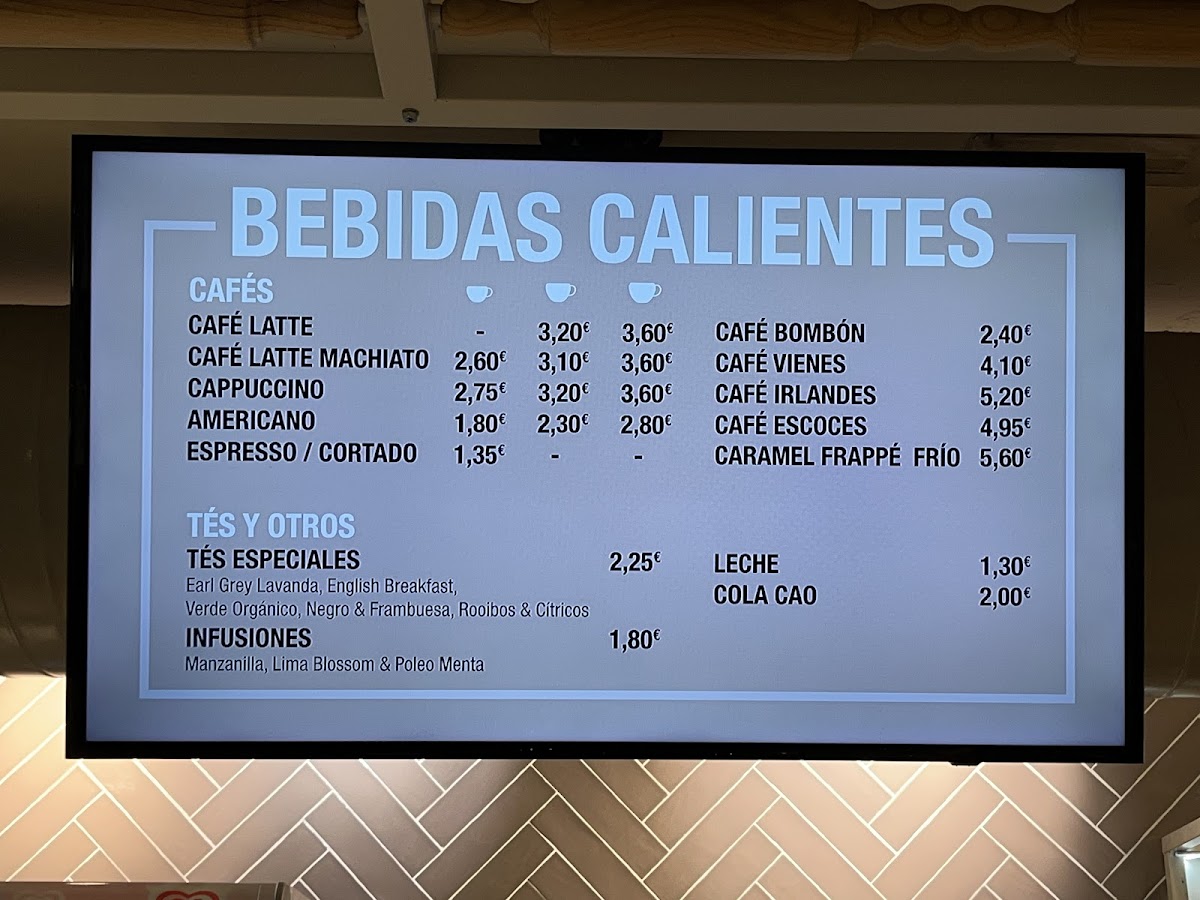 BEBIDAS CALIENTES
CAFÉS
CAFÉ LATTE - 3,20€ 3,60€
CAFÉ LATTE MACHIATO 2,60€ 3,10€ 3,60€
CAPPUCCINO 2,75€ 3,20€ 3,60€
AMERICANO 1,80€ 2,30€ 2,80€
ESPRESSO / CORTADO 1,35€ - -
CAFÉ BOMBÓN 2,40€
CAFÉ VIENES 4,10€
CAFÉ IRLANDES 5,20€
CAFÉ ESCOCES 4,95€
CARAMEL FRAPPÉ FRÍO 5,60€
TÉS Y OTROS
TÉS ESPECIALES 2,25€
Earl Grey Lavanda, English Breakfast,
Verde Orgánico, Negro & Frambuesa, Rooibos & Cítricos
INFUSIONES 1,80€
Manzanilla, Lima Blossom & Poleo Menta
LECHE 1,30€
COLA CAO 2,00€